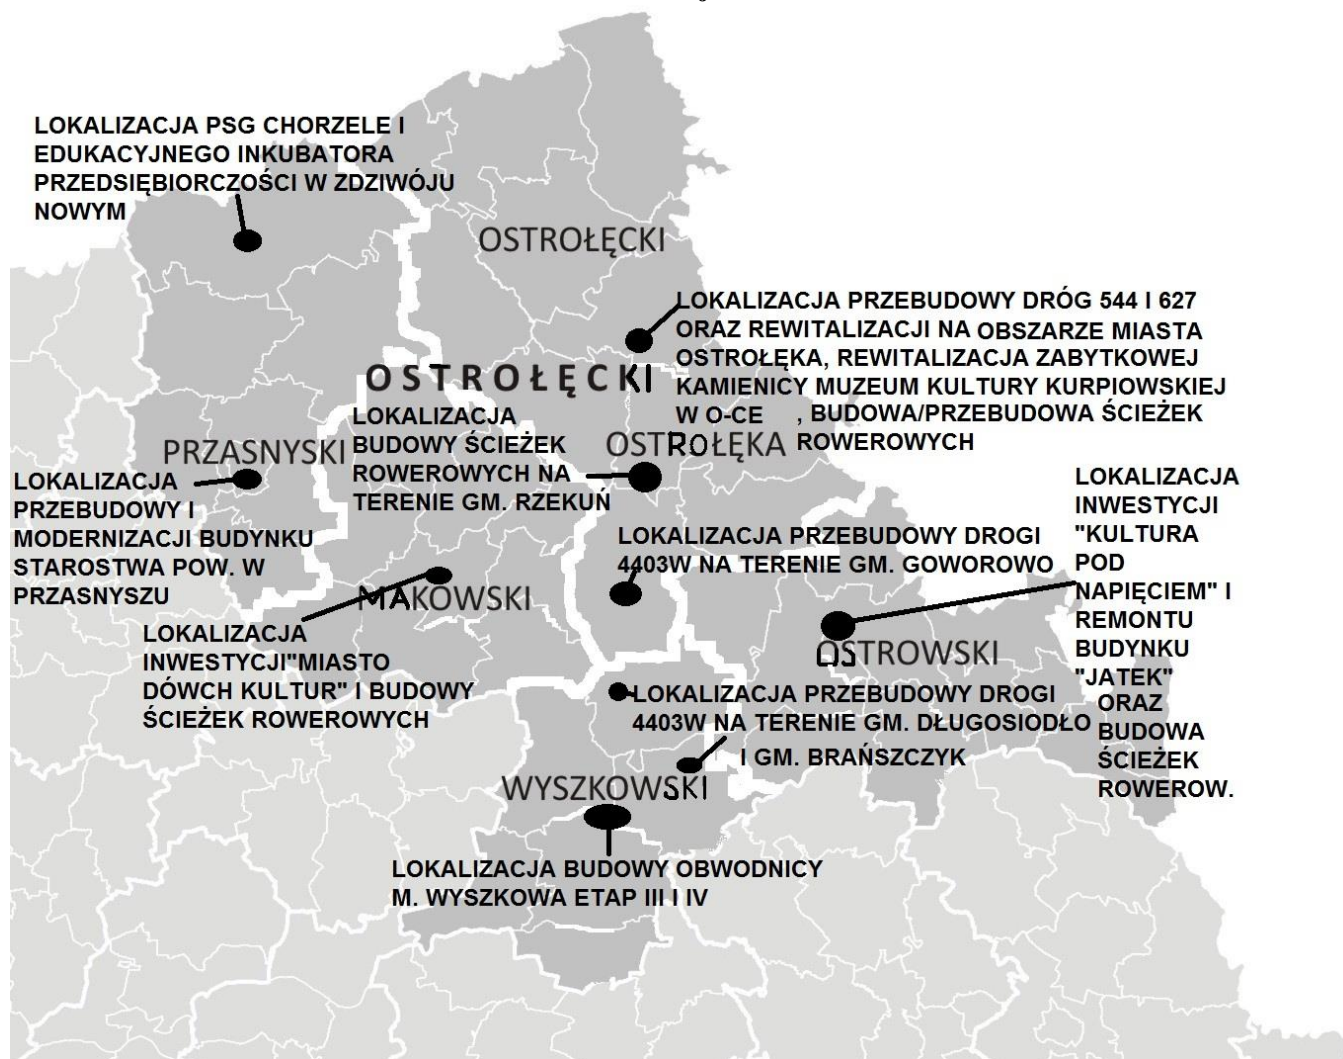 LOKALIZACJA PSG CHORZELE I
EDUKACYJNEGO INKUBATORA
PRZEDSIĘBIORCZOŚCI W ZDZIWÓJU
NOWYM
OSTROŁĘCKI
LOKALIZACJA PRZEBUDOWY DRÓG 544 I 627
ORAZ REWITALIZACJI NA OBSZARZE MIASTA
OSTROŁĘKA, REWITALIZACJA ZABYTKOWEJ
KAMIENICY MUZEUM KULTURY KURPIOWSKIEJ
W O-CE , BUDOWA/PRZEBUDOWA ŚCIEŻEK
ROWEROWYCH
OSTROŁĘCKI
LOKALIZACJA
BUDOWY ŚCIEŻEK
ROWEROWYCH NA
TERENIE GM. RZEKUŃ
OSTROŁĘKA
PRZASNYSKI
LOKALIZACJA
PRZEBUDOWY I
MODERNIZACJI BUDYNKU
STAROSTWA POW. W
PRZASNYSZU
LOKALIZACJA
INWESTYCJI
"KULTURA
POD
NAPIĘCIEM" I
REMONTU
BUDYNKU
"JATEK"
ORAZ
BUDOWA
ŚCIEŻEK
ROWEROW.
LOKALIZACJA PRZEBUDOWY DROGI
4403W NA TERENIE GM. GOWOROWO
MAKOWSKI
LOKALIZACJA
INWESTYCJI"MIASTO
DÓWCH KULTUR" I BUDOWY
ŚCIEŻEK ROWEROWYCH
OSTROWSKI
LOKALIZACJA PRZEBUDOWY DROGI
4403W NA TERENIE GM. DŁUGOSIODŁO
I GM. BRAŃSZCZYK
WYSZKOWSKI
LOKALIZACJA BUDOWY OBWODNICY
M. WYSZKOWA ETAP III I IV